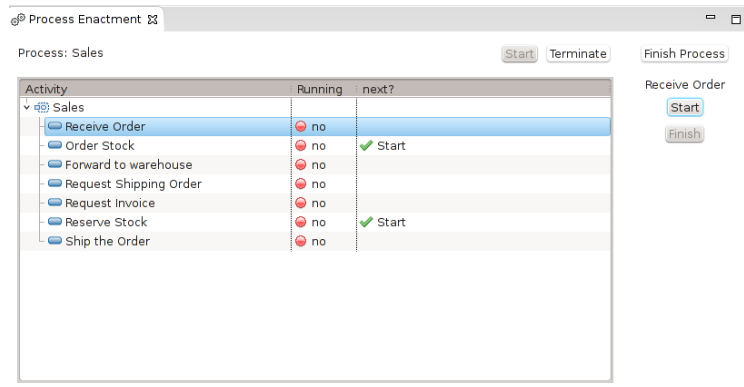 Process Enactment
Process: Sales Start Terminate Finish Process
Activity Running next? Receive Order
Sales Start
Receive Order no
Order Stock no Start Finish
Forward to warehouse no
Request Shipping Order no
Request Invoice no
Reserve Stock no Start
Ship the Order no